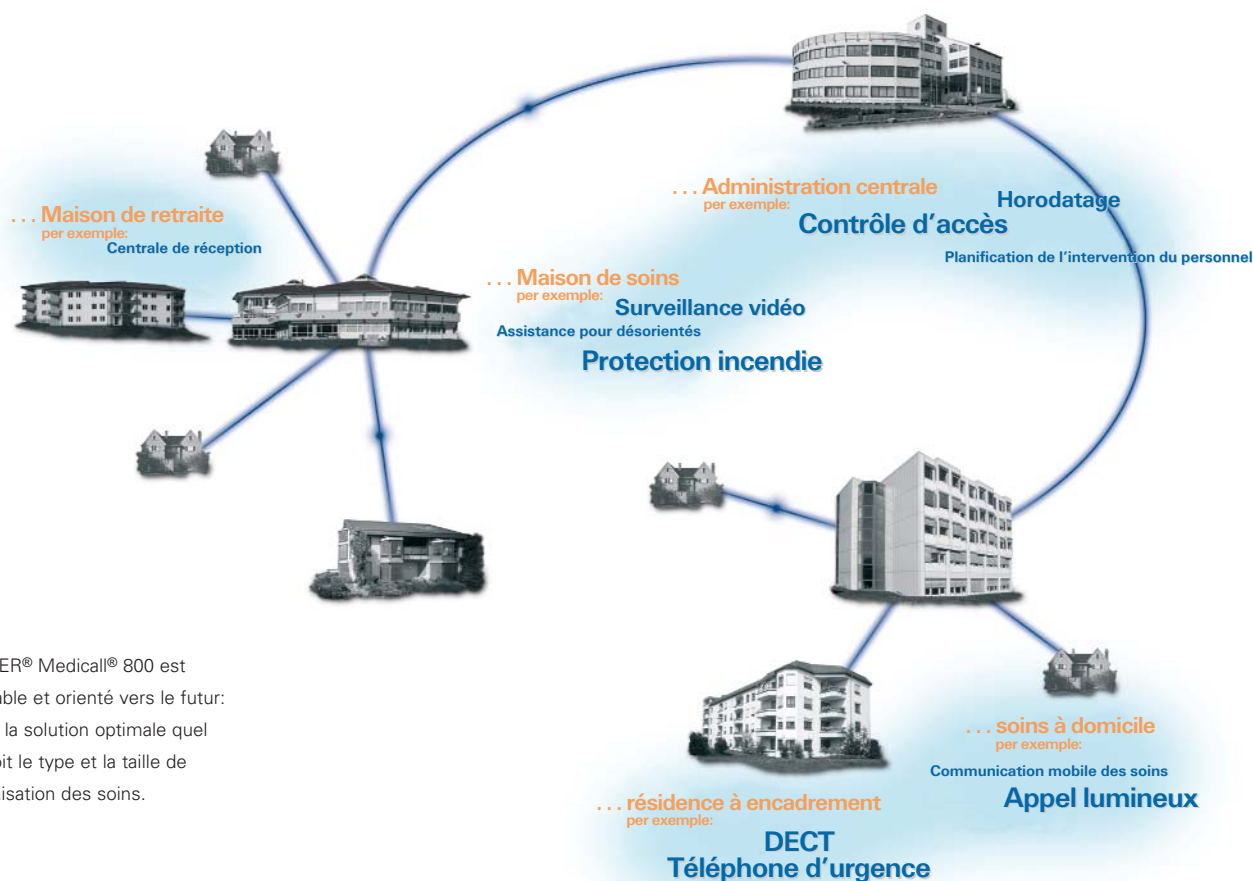 . . . Administration centrale
per exemple:
Horodatage
Contrôle d’accès
Planification de l’intervention du personnel
. . . Maison de retraite
per exemple:
Centrale de réception
. . . Maison de soins
per exemple:
Surveillance vidéo
Assistance pour désorientés
Protection incendie
ER® Medicall® 800 est
able et orienté vers le futur:
la solution optimale quel
it le type et la taille de
isation des soins.
. . . soins à domicile
per exemple:
Communication mobile des soins
Appel lumineux
. . . résidence à encadrement
per exemple:
DECT
Téléphone d’urgence